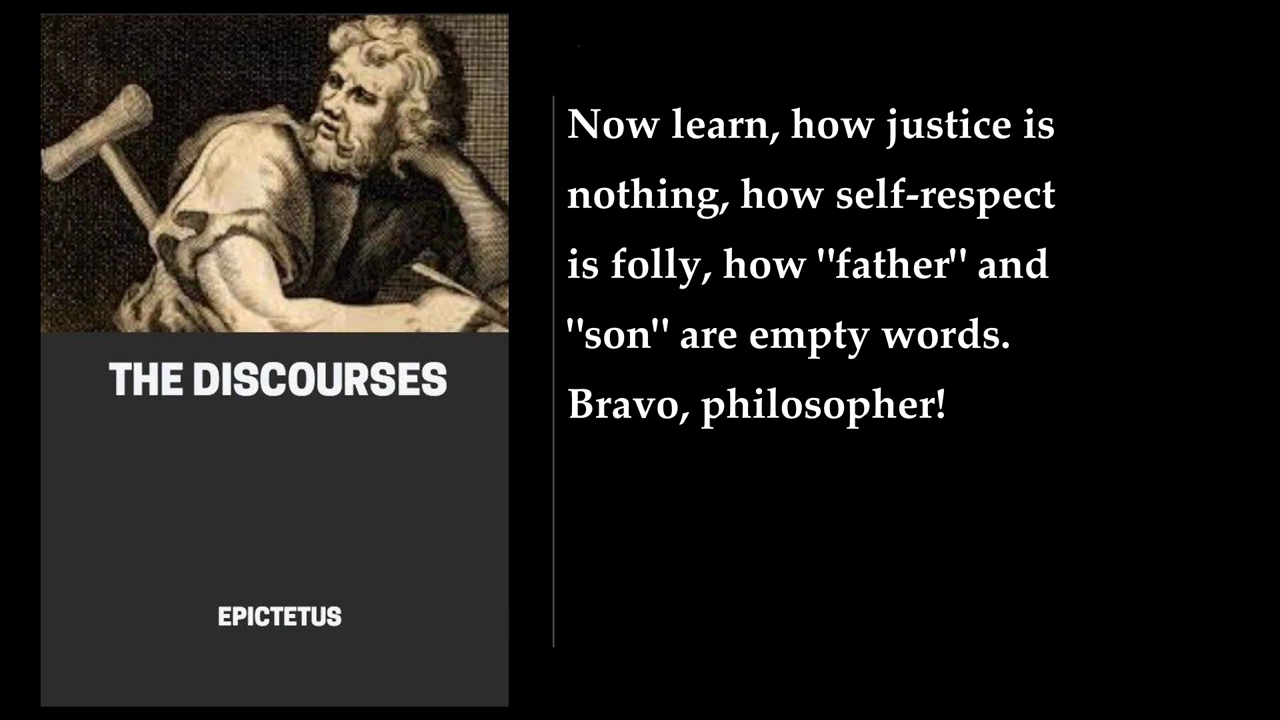 THE DISCOURSES
EPICTETUS
Now learn, how justice is
nothing, how self-respect
is folly, how "father" and
"son" are empty words.
Bravo, philosopher!